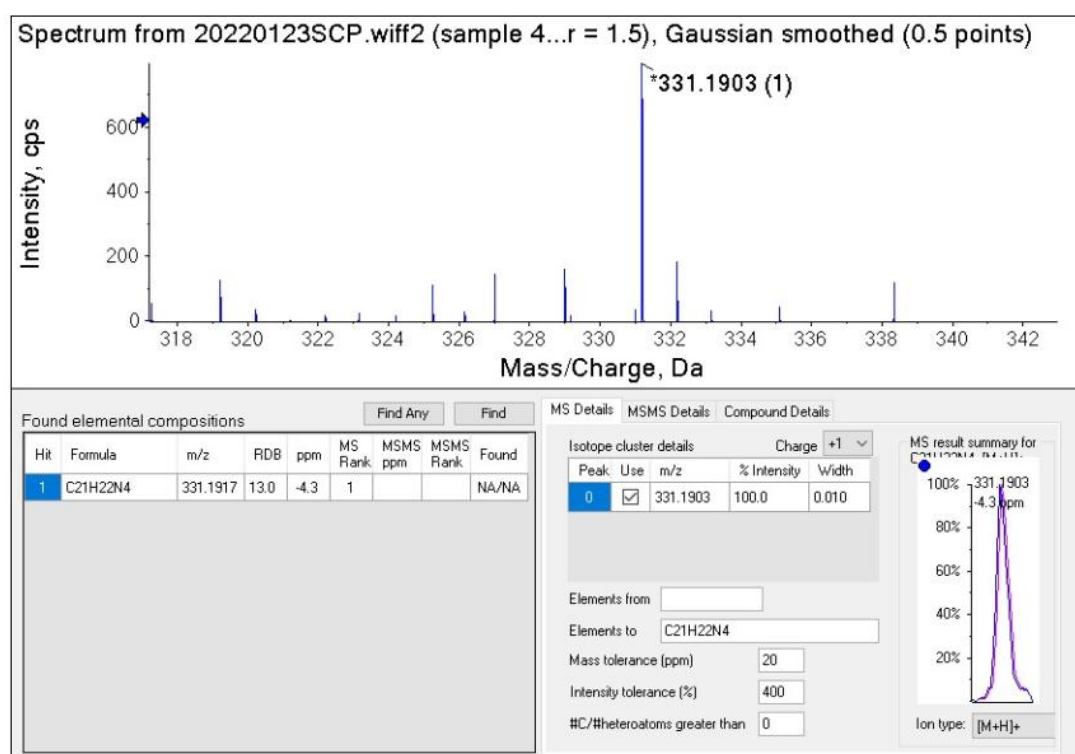 Spectrum from 20220123SCP.wiff2 (sample 4...r = 1.5), Gaussian smoothed (0.5 points)
*331.1903 (1)
Intensity, cps
600
400
200
0
318 320 322 324 326 328 330 332 334 336 338 340 342
Mass/Charge, Da
Found elemental compositions
Find Any
Find
Hit Formula m/z RDB ppm MS Rank MSMS ppm MSMS Rank Found
1 C21H22N4 331.1917 13.0 -4.3 1 NA/NA
MS Details MSMS Details Compound Details
Isotope cluster details
Charge +1
Peak Use m/z % Intensity Width
0 331.1903 100.0 0.010
Elements from
Elements to C21H22N4
Mass tolerance (ppm) 20
Intensity tolerance (%) 400
#C/#heteroatoms greater than 0
MS result summary for
C21H22N4 [M+H]+
331.1903
-4.3 ppm
100%
80%
60%
40%
20%
Ion type: [M+H]+